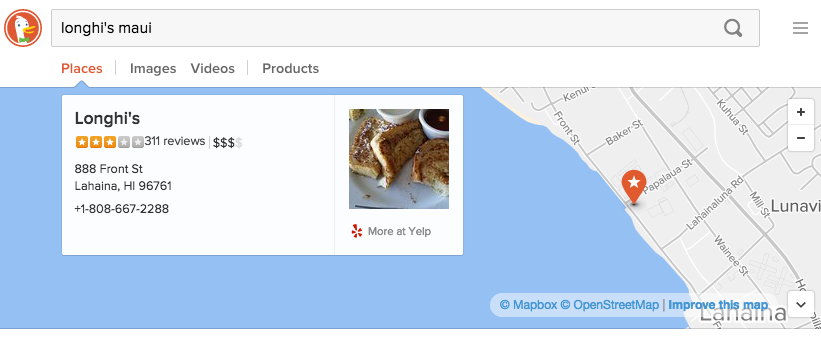 longhi's maui
Places
Images
Videos
Products
Longhi's
311 reviews
$$$$
888 Front St
Lahaina, HI 96761
+1-808-667-2288
More at Yelp
Kenui
Front St
Baker St
Kuhua St
Papalaua St
Lahainaluna Rd
Mill St
Lunavi
Wainee St
Ho
+
−
© Mapbox © OpenStreetMap | Improve this map
Lahaina